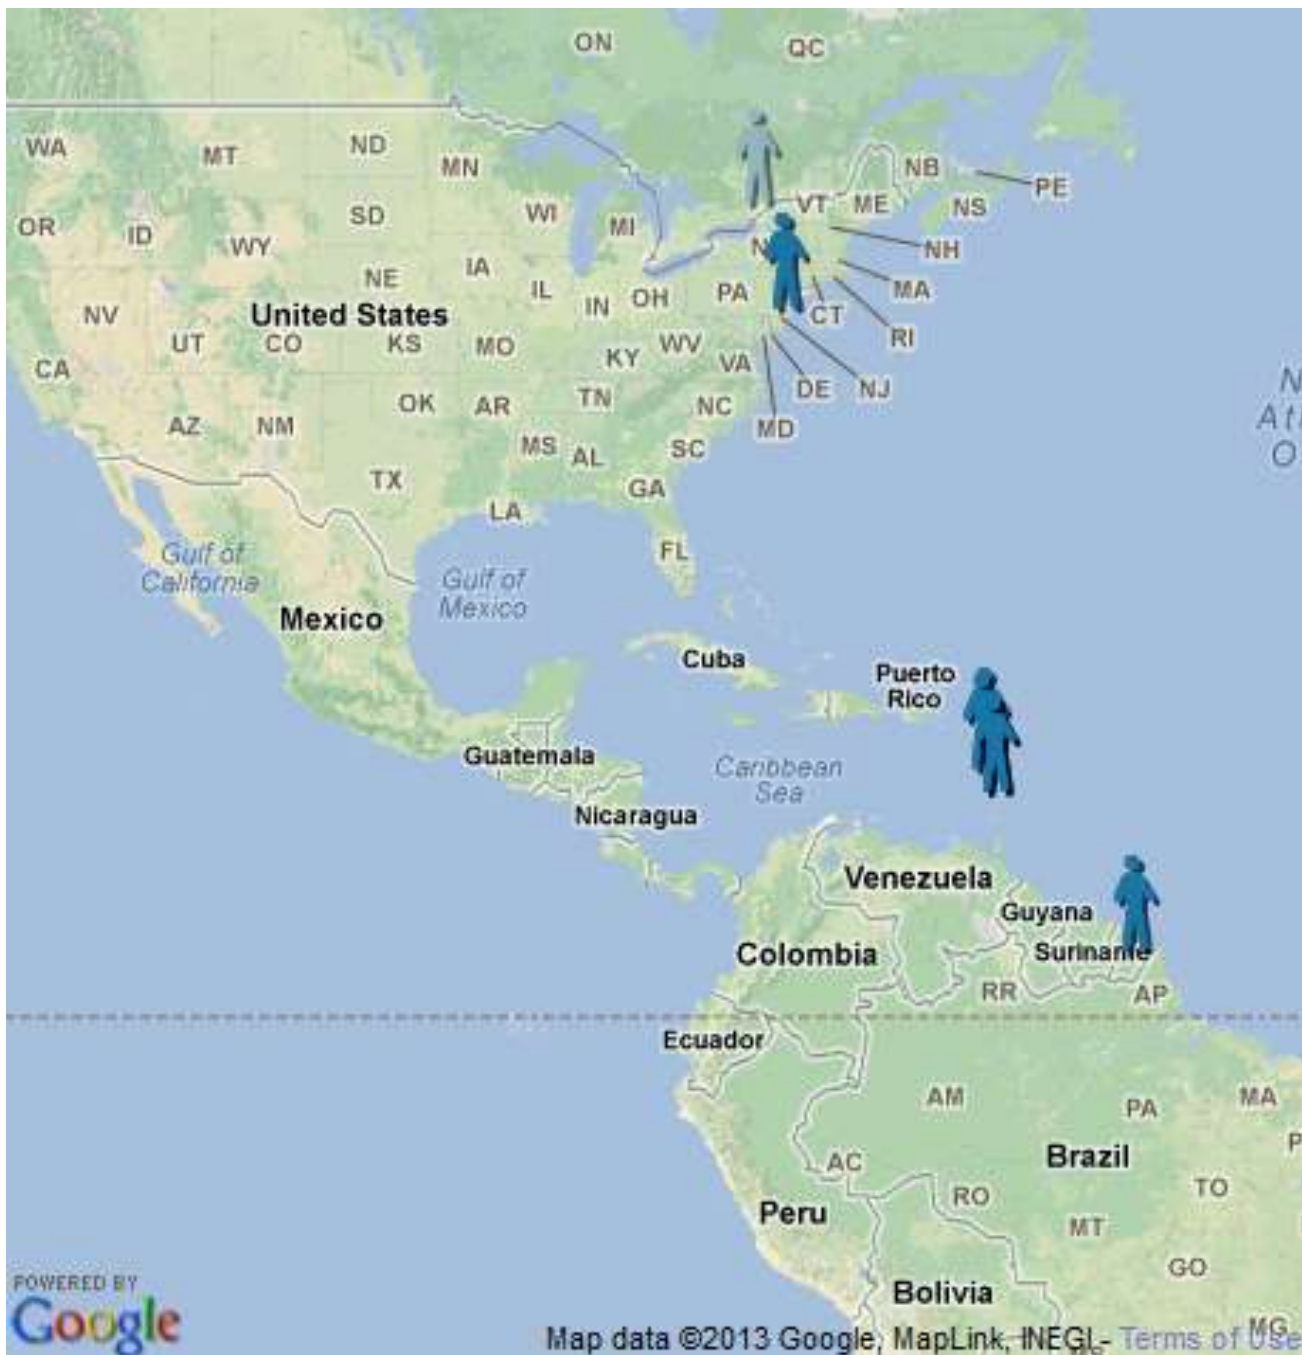 ON
QC
WA
MT
ND
MN
NB
PE
OR
ID
WY
SD
WI
MI
VT
ME
NS
NH
NV
UT
CO
NE
IA
IL
IN
OH
PA
MA
CT
RI
United States
CA
KS
MO
KY
WV
VA
DE
NJ
AZ
NM
OK
AR
TN
NC
MD
MS
AL
SC
TX
LA
GA
FL
Gulf of
California
Gulf of
Mexico
Mexico
Cuba
Puerto
Rico
Guatemala
Caribbean
Sea
Nicaragua
Venezuela
Guyana
Colombia
Suriname
RR
AP
Ecuador
AM
PA
MA
Brazil
AC
RO
TO
Peru
MT
GO
Bolivia
MG
POWERED BY
Google
Map data ©2013 Google, MapLink, INEGI - Terms of Use